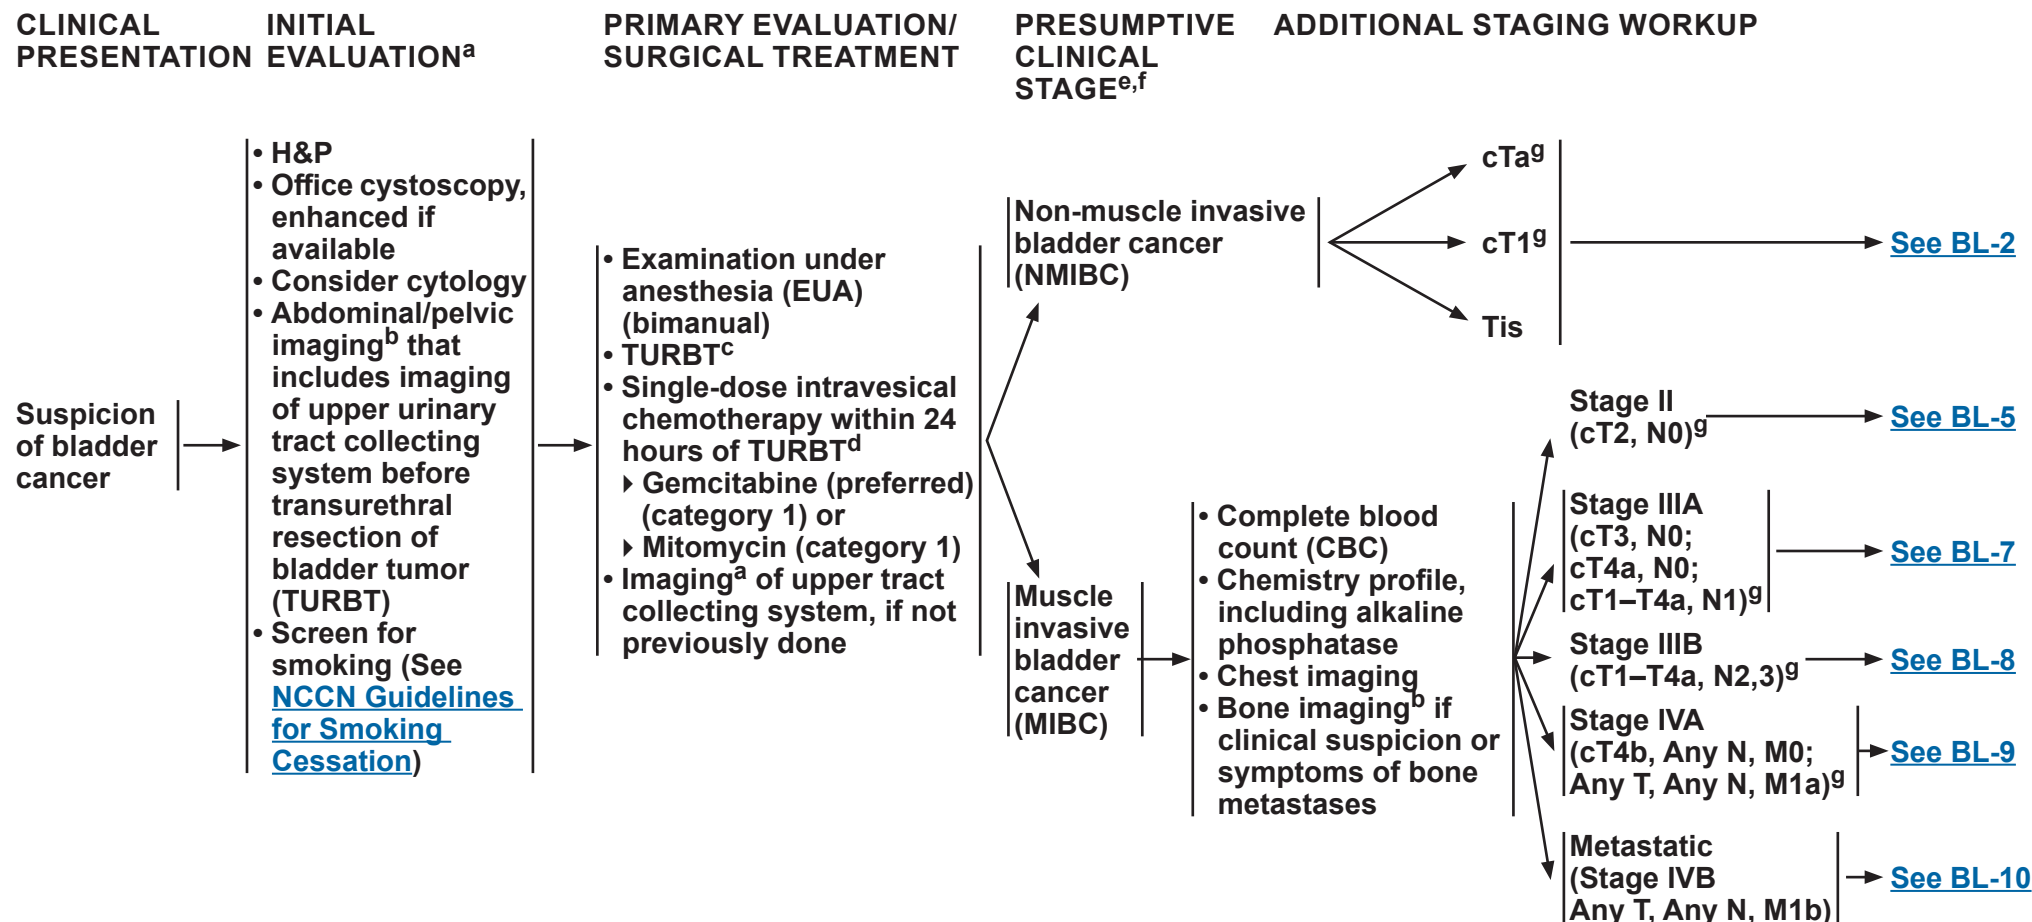 CLINICAL
PRESENTATION
INITIAL
EVALUATIONa
PRIMARY EVALUATION/
SURGICAL TREATMENT
PRESUMPTIVE
CLINICAL
STAGEe,f
ADDITIONAL STAGING WORKUP
Suspicion
of bladder
cancer
• H&P
• Office cystoscopy,
enhanced if
available
• Consider cytology
• Abdominal/pelvic
imagingb that
includes imaging
of upper urinary
tract collecting
system before
transurethral
resection of
bladder tumor
(TURBT)
• Screen for
smoking (See
NCCN Guidelines
for Smoking
Cessation)
• Examination under
anesthesia (EUA)
(bimanual)
• TURBTc
• Single-dose intravesical
chemotherapy within 24
hours of TURBTd
Gemcitabine (preferred)
(category 1) or
Mitomycin (category 1)
• Imaginga of upper tract
collecting system, if not
previously done
Non-muscle invasive
bladder cancer
(NMIBC)
cTag
cT1g
Tis
See BL-2
Muscle
invasive
bladder
cancer
(MIBC)
• Complete blood
count (CBC)
• Chemistry profile,
including alkaline
phosphatase
• Chest imaging
• Bone imagingb if
clinical suspicion or
symptoms of bone
metastases
Stage II
(cT2, N0)g
See BL-5
Stage IIIA
(cT3, N0;
cT4a, N0;
cT1–T4a, N1)g
See BL-7
Stage IIIB
(cT1–T4a, N2,3)g
See BL-8
Stage IVA
(cT4b, Any N, M0;
Any T, Any N, M1a)g
See BL-9
Metastatic
(Stage IVB
Any T, Any N, M1b)
See BL-10